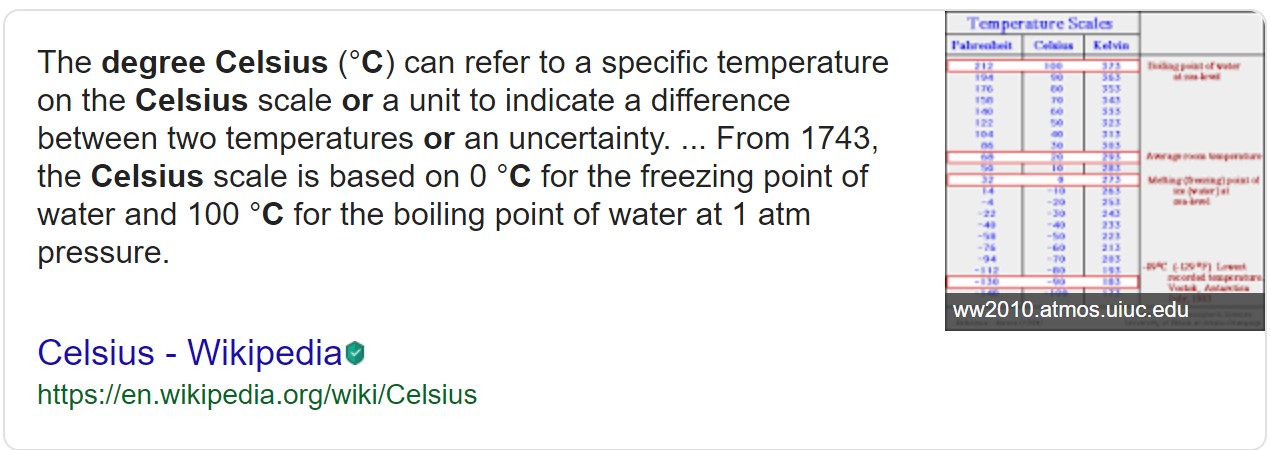 The degree Celsius (°C) can refer to a specific temperature
on the Celsius scale or a unit to indicate a difference
between two temperatures or an uncertainty. ... From 1743,
the Celsius scale is based on 0 °C for the freezing point of
water and 100 °C for the boiling point of water at 1 atm
pressure.
Celsius - Wikipedia
https://en.wikipedia.org/wiki/Celsius
Temperature Scales
Fahrenheit Celsius Kelvin
212 100 373 Boiling point of water
at sea-level
194 90 363
176 80 353
158 70 343
140 60 333
122 50 323
104 40 313
86 30 303
68 20 293 Average room temperature
50 10 283
32 0 273 Melting (freezing) point of
ice (water) at
sea-level
14 -10 263
-4 -20 253
-22 -30 243
-40 -40 233
-58 -50 223
-76 -60 213
-94 -70 203
-112 -80 193
-130 -90 183
-89°C (-129°F) Lowest
recorded temperature
Vostok, Antarctica
ww2010.atmos.uiuc.edu